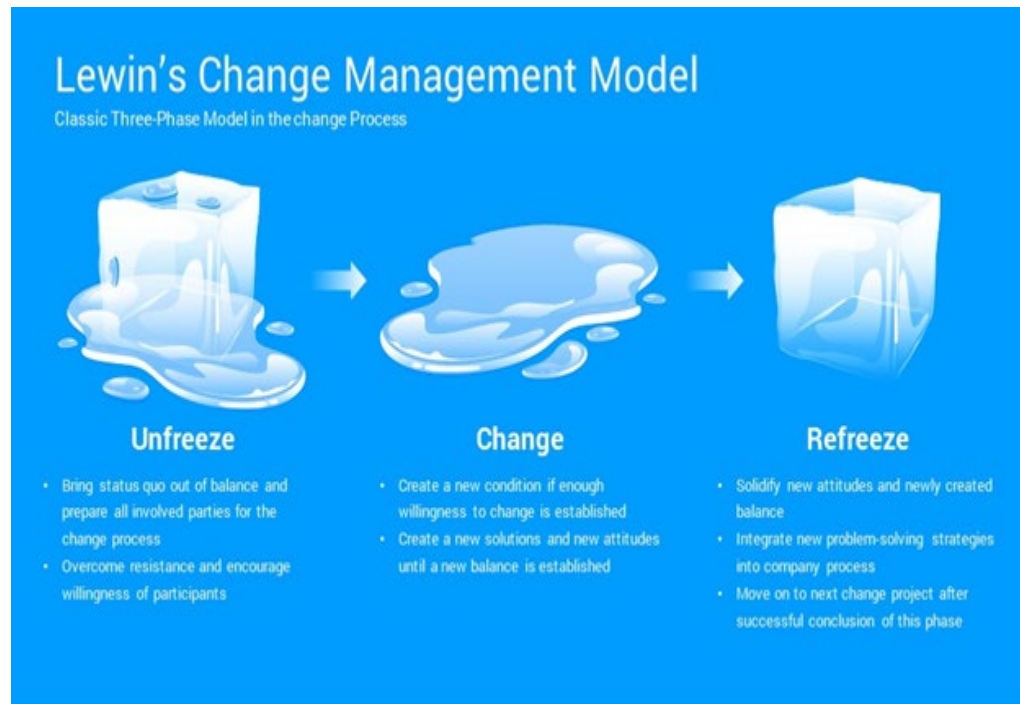 Lewin's Change Management Model
Classic Three-Phase Model in the change Process
Unfreeze
• Bring status quo out of balance and
prepare all involved parties for the
change process
• Overcome resistance and encourage
willingness of participants
Change
• Create a new condition if enough
willingness to change is established
• Create a new solutions and new attitudes
until a new balance is established
Refreeze
• Solidify new attitudes and newly created
balance
• Integrate new problem-solving strategies
into company process
• Move on to next change project after
successful conclusion of this phase